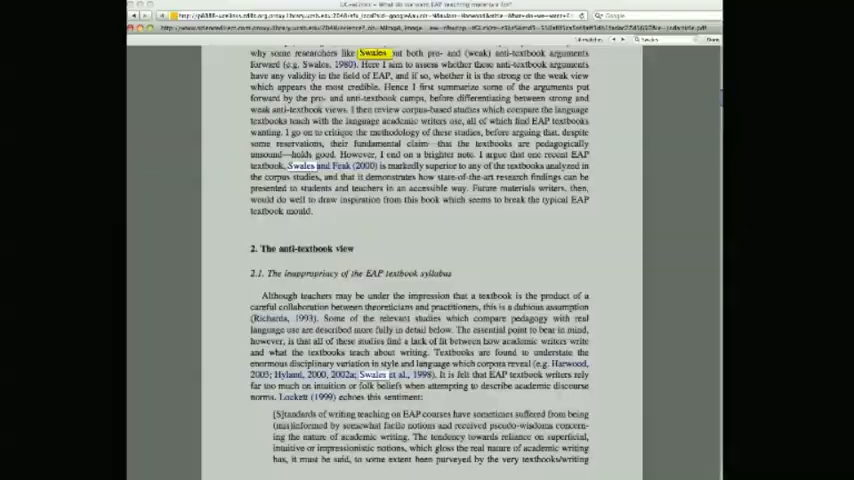 why some researchers like Swales put both pro- and (weak) anti-textbook arguments
forward (e.g. Swales, 1980). Here I aim to assess whether these anti-textbook arguments
have any validity in the field of EAP, and if so, whether it is the strong or the weak view
which appears the most credible. Hence I first summarize some of the arguments put
forward by the pro- and anti-textbook camps, before differentiating between strong and
weak anti-textbook views. I then review corpus-based studies which compare the language
textbooks teach with the language academic writers use, all of which find EAP textbooks
wanting. I go on to critique the methodology of these studies, before arguing that, despite
some reservations, their fundamental claim—that the textbooks are pedagogically
unsound—holds good. However, I end on a brighter note. I argue that one recent EAP
textbook, Swales and Feak (2000) is markedly superior to any of the textbooks analyzed in
the corpus studies, and that it demonstrates how state-of-the-art research findings can be
presented to students and teachers in an accessible way. Future materials writers, then,
would do well to draw inspiration from this book which seems to break the typical EAP
textbook mould.
2. The anti-textbook view
2.1. The inappropriacy of the EAP textbook syllabus
Although teachers may be under the impression that a textbook is the product of a
careful collaboration between theoreticians and practitioners, this is a dubious assumption
(Richards, 1993). Some of the relevant studies which compare pedagogy with real
language use are described more fully in detail below. The essential point to bear in mind,
however, is that all of these studies find a lack of fit between how academic writers write
and what the textbooks teach about writing. Textbooks are found to understate the
enormous disciplinary variation in style and language which corpora reveal (e.g. Harwood,
2005; Hyland, 2000, 2002a; Swales et al., 1998). It is felt that EAP textbook writers rely
far too much on intuition or folk beliefs when attempting to describe academic discourse
norms. Lockett (1999) echoes this sentiment:
[S]tandards of writing teaching on EAP courses have sometimes suffered from being
(mis)informed by somewhat facile notions and received pseudo-wisdoms concern-
ing the nature of academic writing. The tendency towards reliance on superficial,
intuitive or impressionistic notions, which gloss the real nature of academic writing
has, it must be said, to some extent been purveyed by the very textbooks/writing